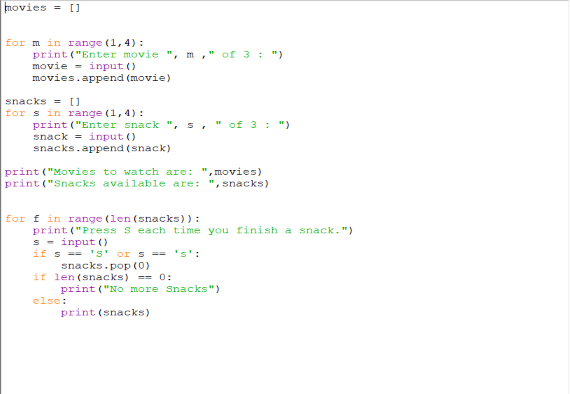 movies = []
for m in range(1,4):
    print("Enter movie ", m ," of 3 : ")
    movie = input()
    movies.append(movie)
snacks = []
for s in range(1,4):
    print("Enter snack ", s , " of 3 : ")
    snack = input()
    snacks.append(snack)
print("Movies to watch are: ",movies)
print("Snacks available are: ",snacks)
for f in range(len(snacks)):
    print("Press S each time you finish a snack.")
    s = input()
    if s == 'S' or s == 's':
        snacks.pop(0)
    if len(snacks) == 0:
        print("No more Snacks")
    else:
        print(snacks)